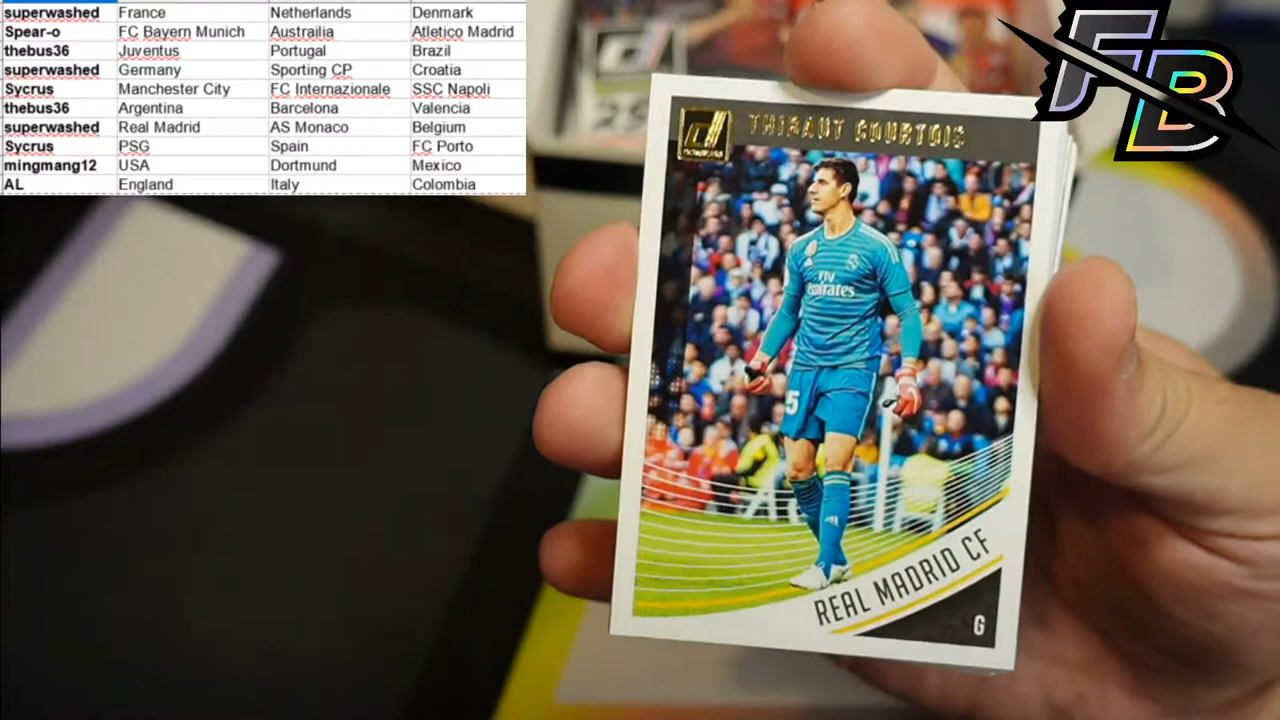 superwashed France Netherlands Denmark
Spear-o FC Bayern Munich Austrailia Atletico Madrid
thebus36 Juventus Portugal Brazil
superwashed Germany Sporting CP Croatia
Sycrus Manchester City FC Internazionale SSC Napoli
thebus36 Argentina Barcelona Valencia
superwashed Real Madrid AS Monaco Belgium
Sycrus PSG Spain FC Porto
mingmang12 USA Dortmund Mexico
AL England Italy Colombia
FB
THIBAUT COURTOIS
DONRUSS
Fly
Emirates
5
REAL MADRID CF
G